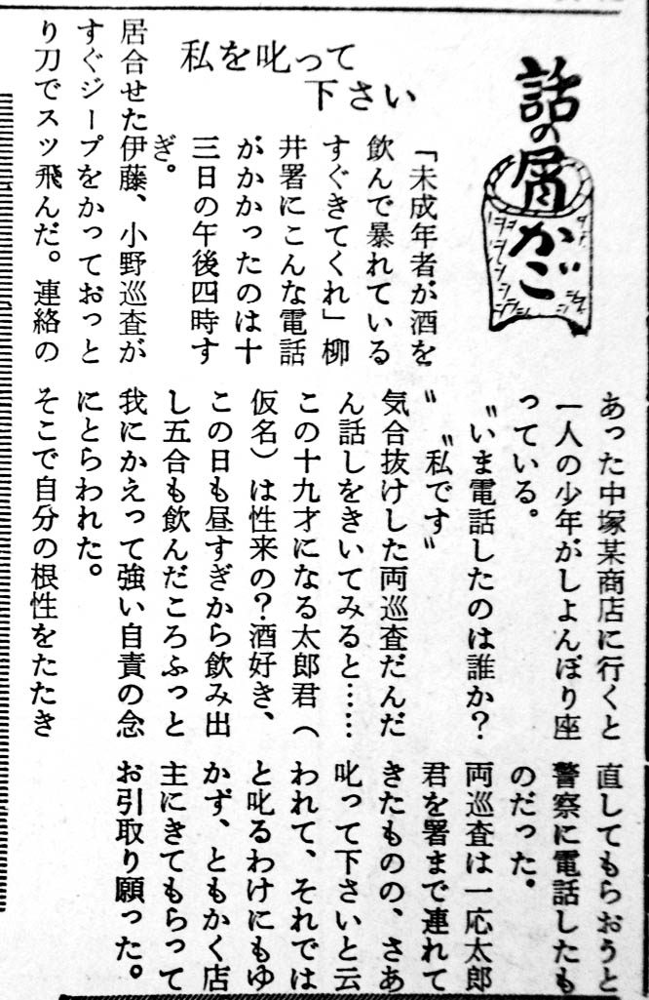 話の屑かご
私を叱って
下さい
「未成年者が酒を
飲んで暴れている
すぐきてくれ」柳
井署にこんな電話
がかかったのは十
三日の午後四時す
ぎ。
居合せた伊藤、小野巡査が
すぐジープをかっておっと
り刀でスッ飛んだ。連絡の
あった中塚某商店に行くと
一人の少年がしよんぼり座
っている。
〝いま電話したのは誰か?
〟〝私です〟
気合抜けした両巡査だんだ
ん話しをきいてみると……
この十九才になる太郎君(
仮名)は性来の?酒好き、
この日も昼すぎから飲み出
し五合も飲んだころふっと
我にかえって強い自責の念
にとらわれた。
そこで自分の根性をたたき
直してもらおうと
警察に電話したも
のだった。
両巡査は一応太郎
君を署まで連れて
きたものの、さあ
叱って下さいと云
われて、それでは
と叱るわけにもゆ
かず、ともかく店
主にきてもらって
お引取り願った。